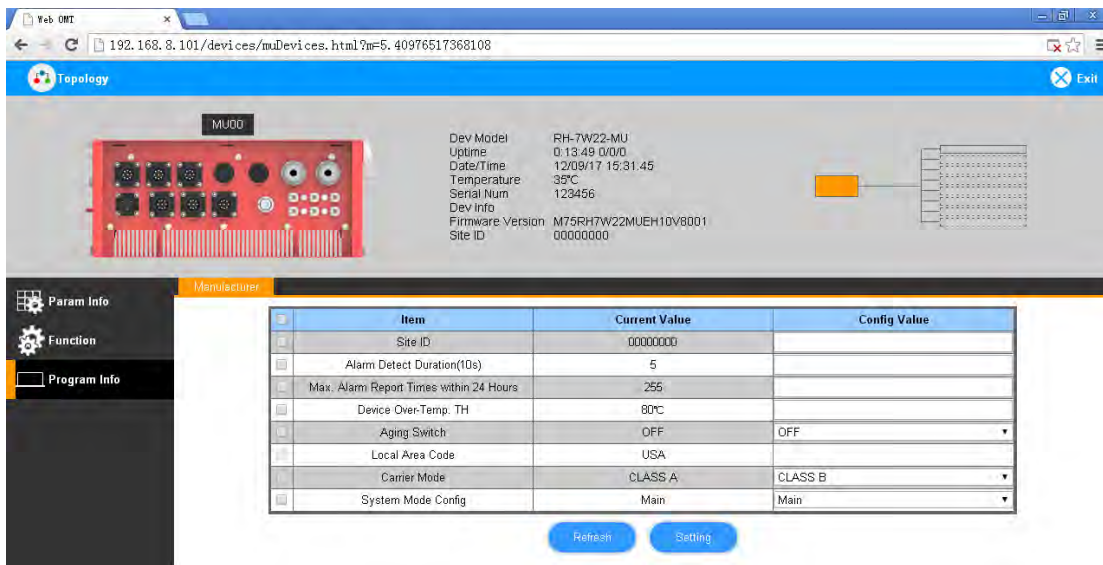 Web OMT
192.168.8.101/devices/muDevices.html?m=5.40976517368108
Topology
Exit
MU00
Dev Model RH-7W22-MU
Uptime 0:13:49 0/0/0
Date/Time 12/09/17 15:31:45
Temperature 35℃
Serial Num 123456
Dev Info
Firmware Version M75RH7W22MUEH10V8001
Site ID 00000000
Param Info
Function
Program Info
Manufacturer
Item Current Value Config Value
Site ID 00000000
Alarm Detect Duration(10s) 5
Max. Alarm Report Times within 24 Hours 255
Device Over-Temp. TH 80℃
Aging Switch OFF OFF
Local Area Code USA
Carrier Mode CLASS A CLASS B
System Mode Config Main Main
Refresh Setting